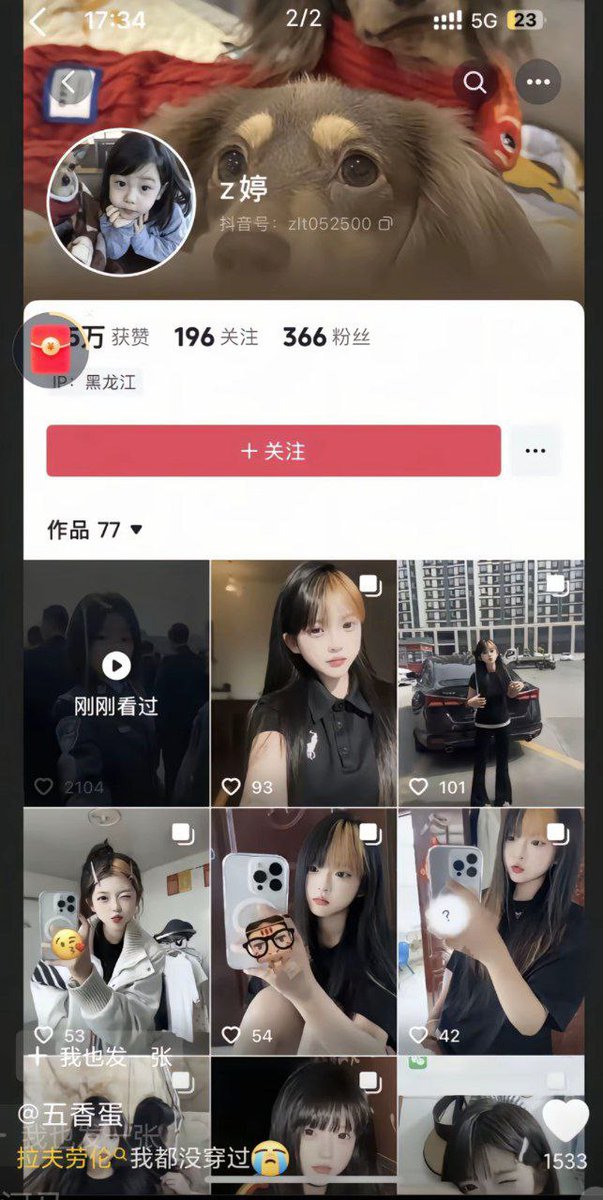 17:34
2/2
5G 23
z婷
抖音号: zlt052500
5万 获赞 196 关注 366 粉丝
IP: 黑龙江
+ 关注
作品 77
刚刚看过
2104
93
101
?
53
54
42
+ 我也发一张
@五香蛋
拉夫劳伦 我都没穿过
1533